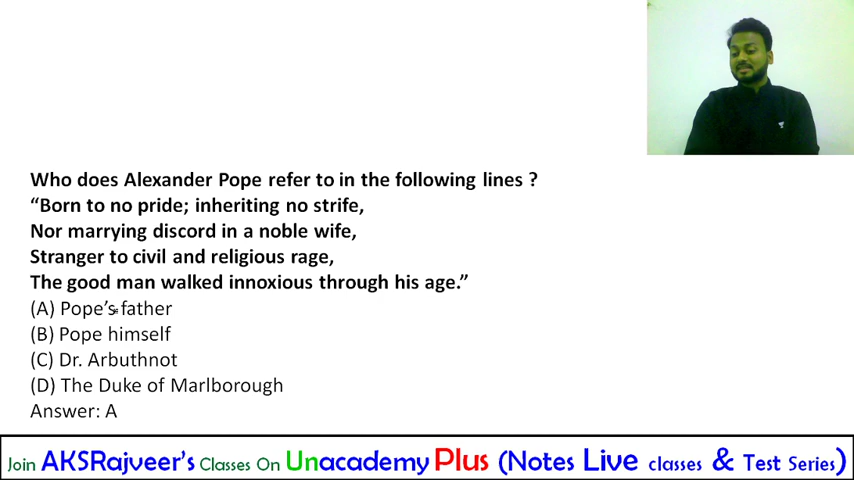 Who does Alexander Pope refer to in the following lines ?
“Born to no pride; inheriting no strife,
Nor marrying discord in a noble wife,
Stranger to civil and religious rage,
The good man walked innoxious through his age.”
(A) Pope’s father
(B) Pope himself
(C) Dr. Arbuthnot
(D) The Duke of Marlborough
Answer: A
Join AKSRajveer’s Classes On Unacademy Plus (Notes Live classes & Test Series)